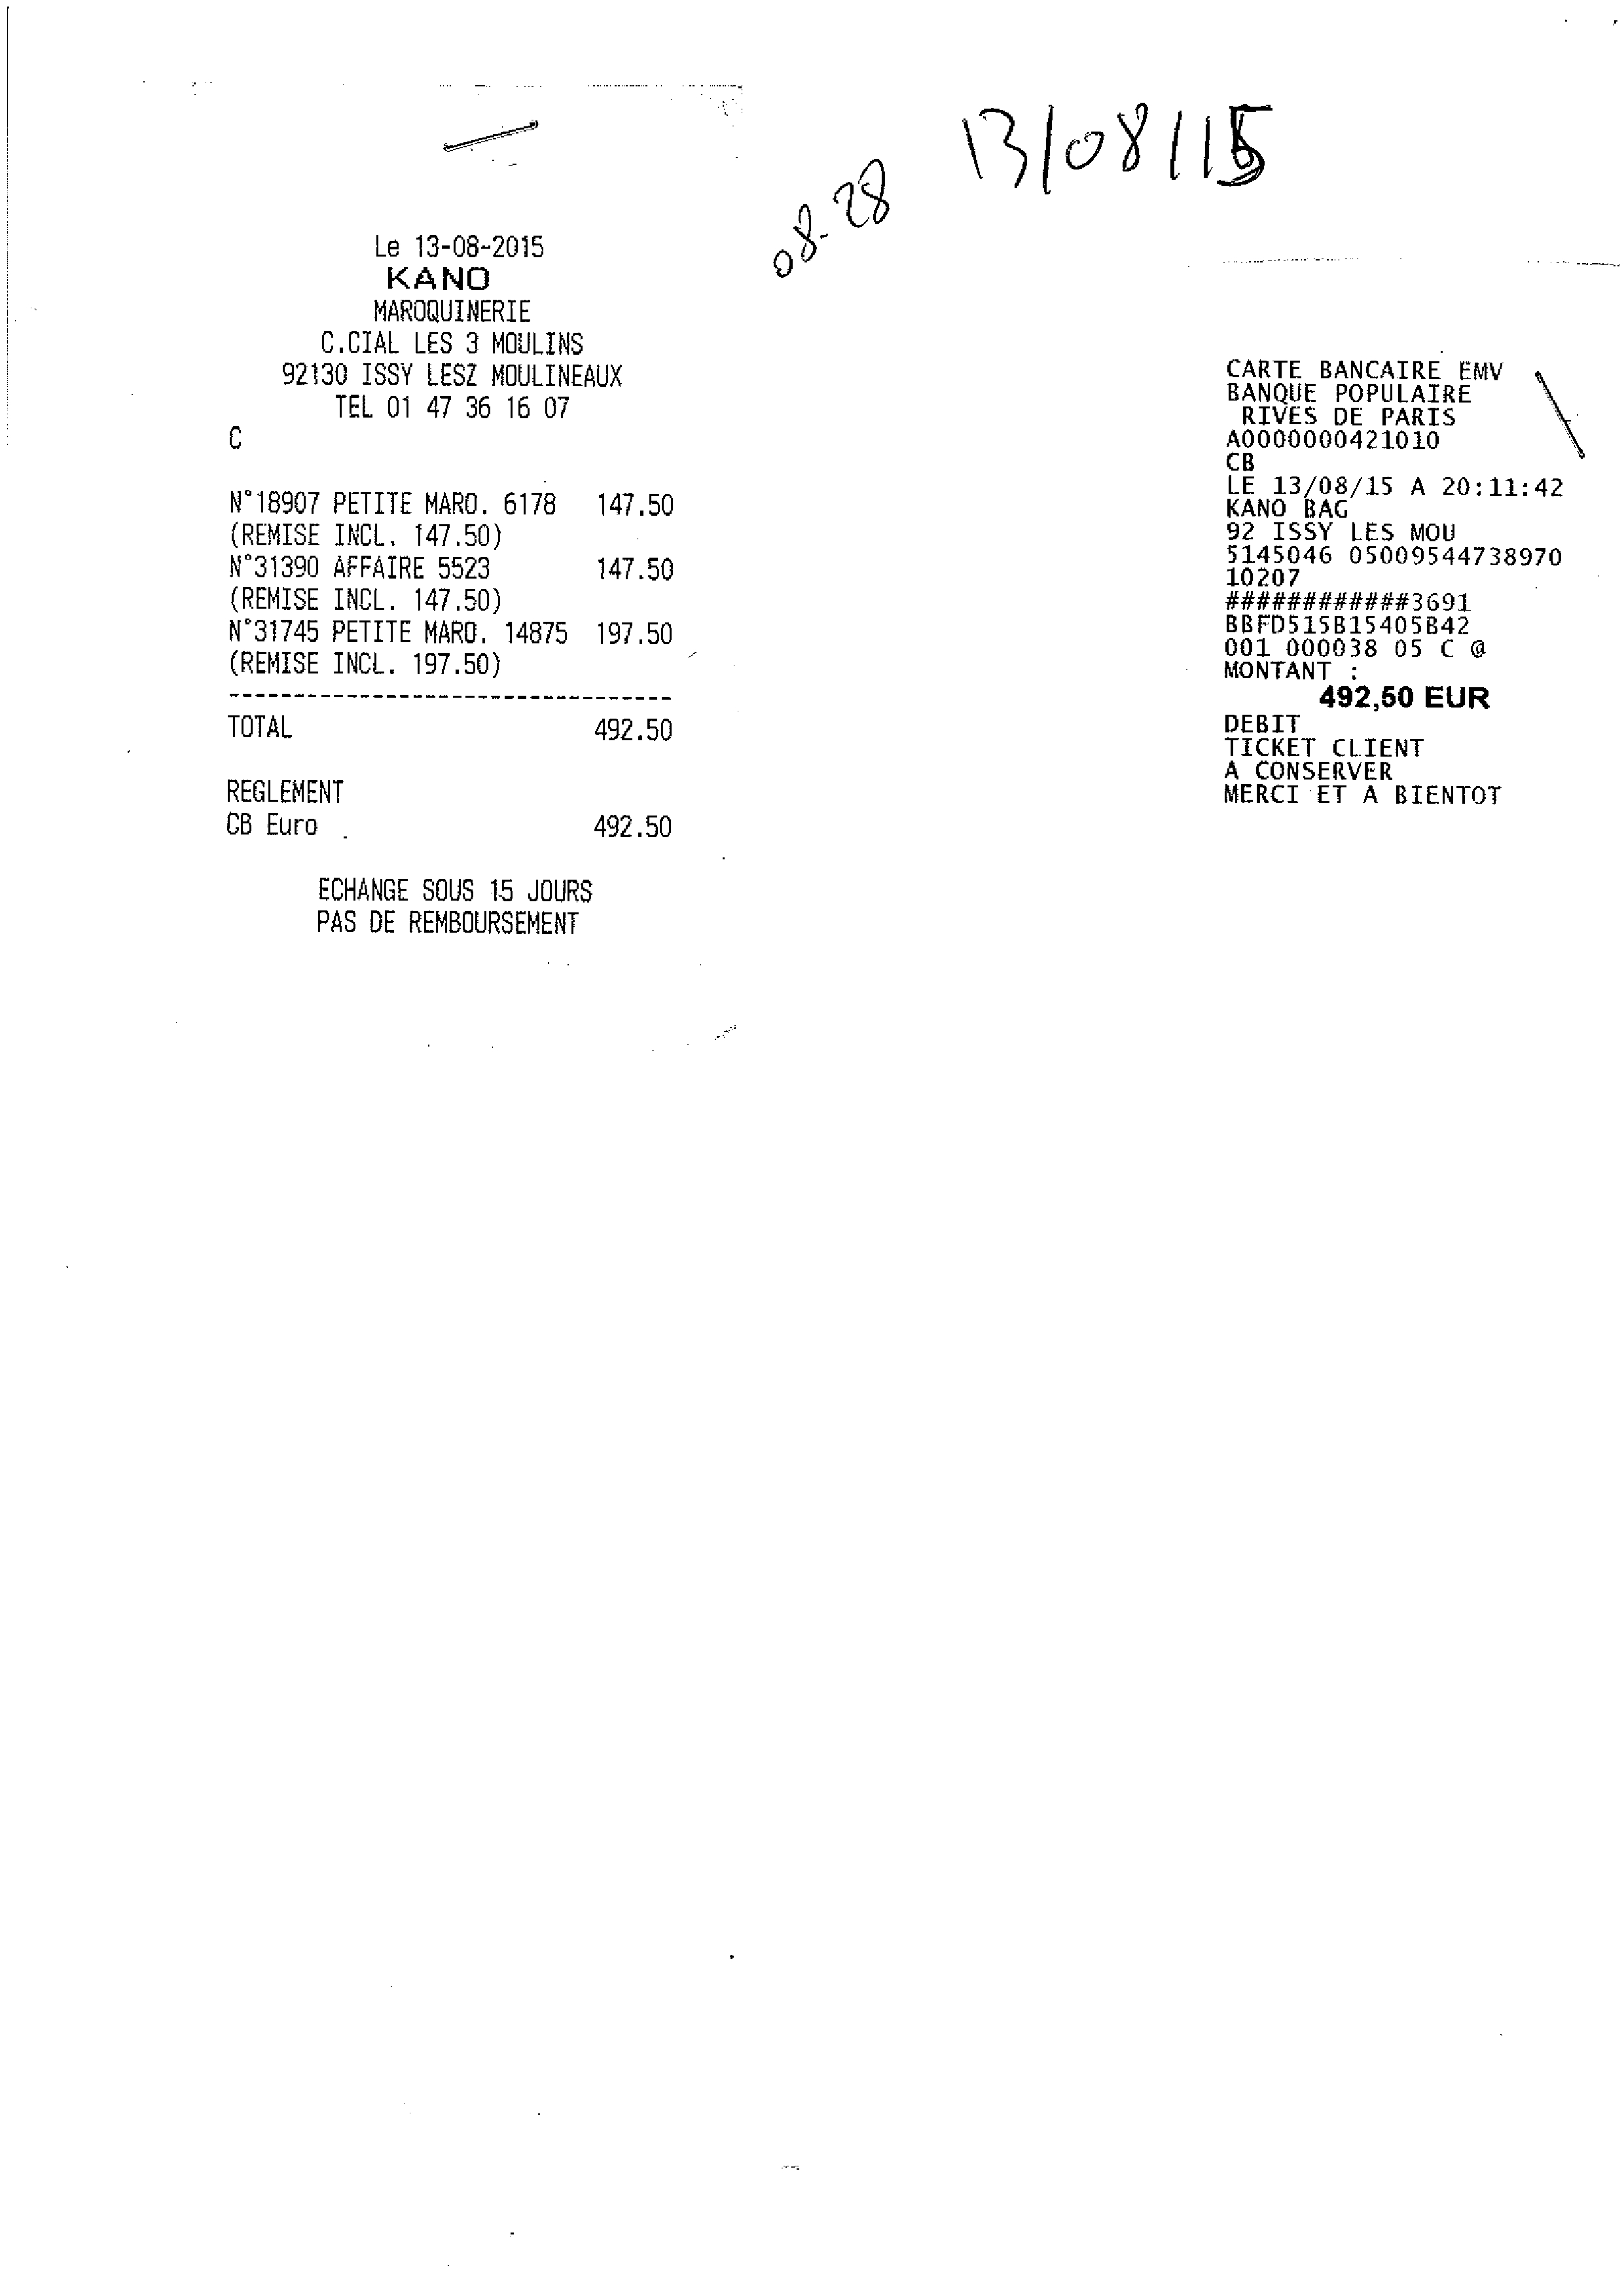 13/08/15
08-28
Le 13-08-2015
KANO
MAROQUINERIE
C.CIAL LES 3 MOULINS
92130 ISSY LESZ MOULINEAUX
TEL 01 47 36 16 07
C
N°18907 PETITE MARO. 6178 147.50
(REMISE INCL. 147.50)
N°31390 AFFAIRE 5523 147.50
(REMISE INCL. 147.50)
N°31745 PETITE MARO. 14875 197.50
(REMISE INCL. 197.50)
TOTAL 492.50
REGLEMENT
CB Euro 492.50
ECHANGE SOUS 15 JOURS
PAS DE REMBOURSEMENT
CARTE BANCAIRE EMV
BANQUE POPULAIRE
RIVES DE PARIS
A0000000421010
CB
LE 13/08/15 A 20:11:42
KANO BAG
92 ISSY LES MOU
5145046 05009544738970
10207
############3691
BBFD515B15405B42
001 000038 05 C @
MONTANT :
492,50 EUR
DEBIT
TICKET CLIENT
A CONSERVER
MERCI ET A BIENTOT